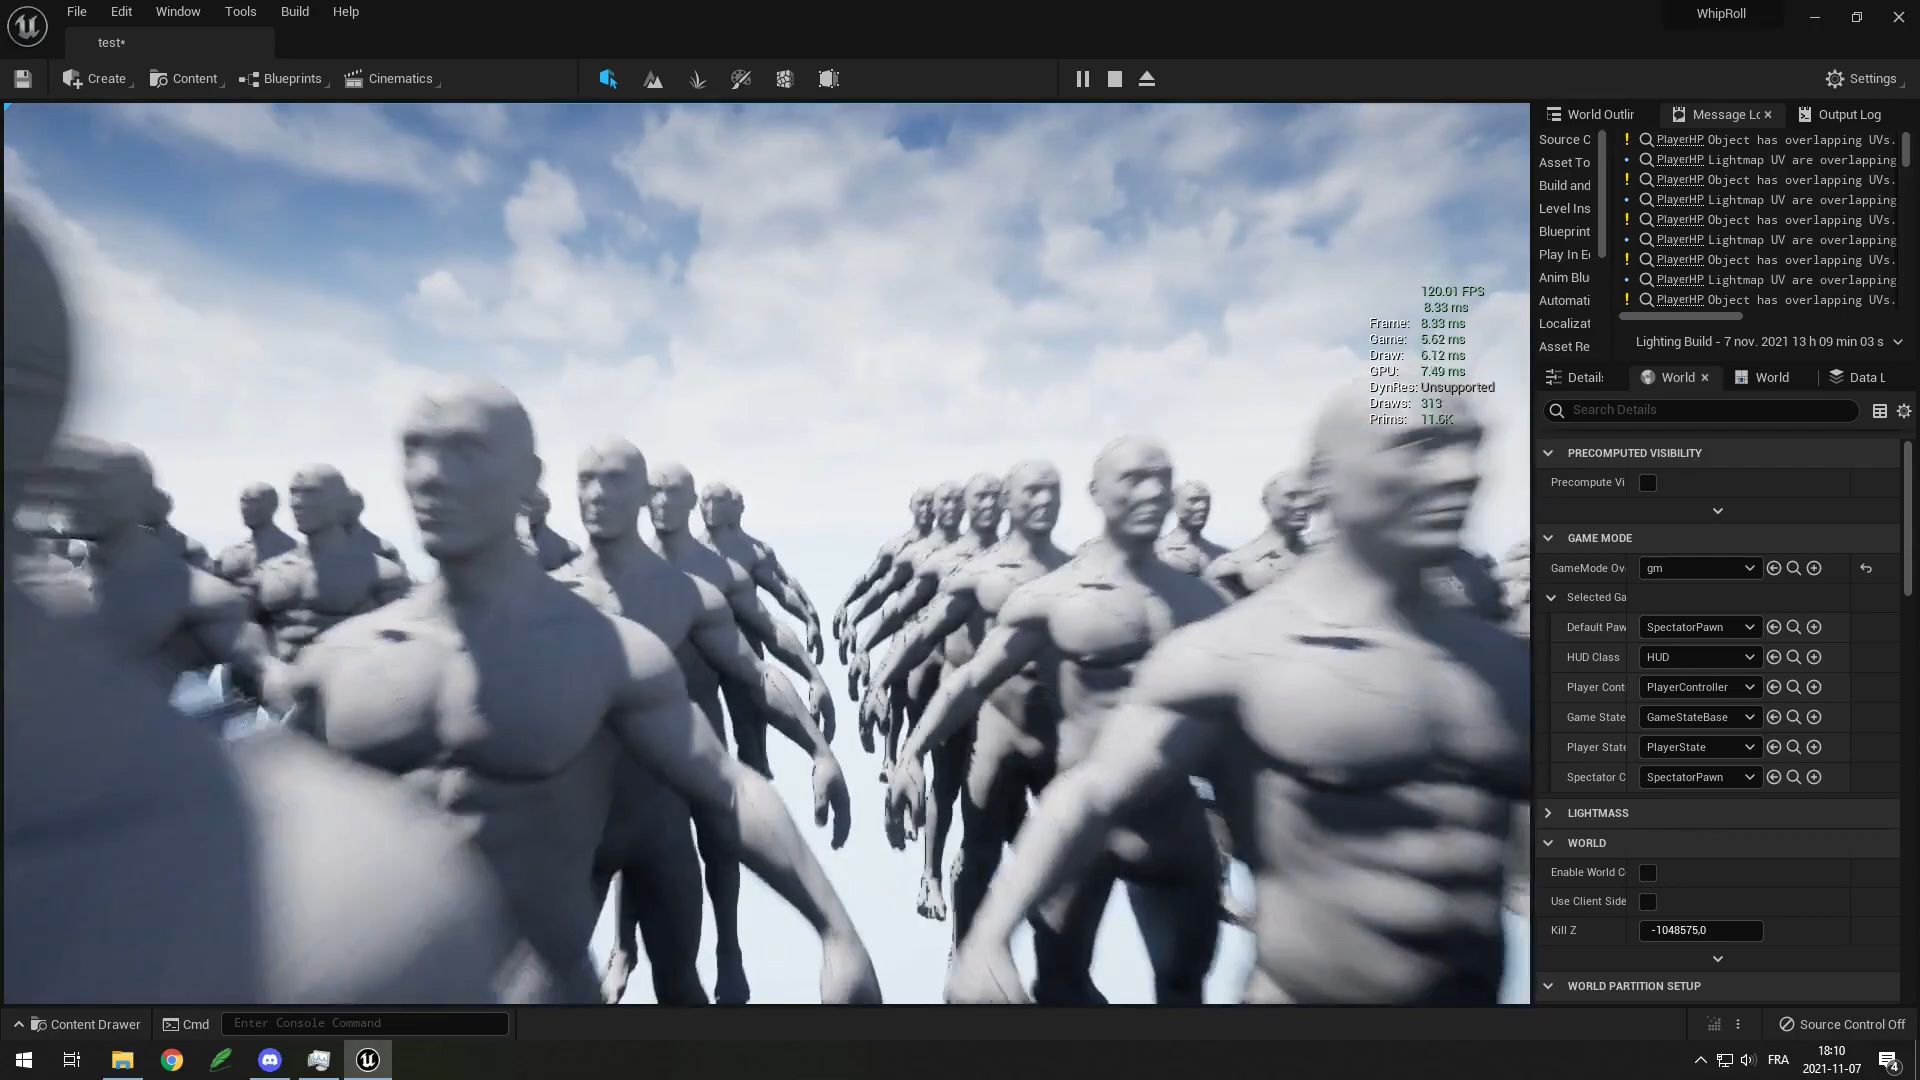 File Edit Window Tools Build Help
WhipRoll
test*
Create Content Blueprints Cinematics
Settings
World Outlir Message Lc Output Log
Source C
Asset To
Build and
Level Ins
Blueprint
Play In Ec
Anim Blu
Automati
Localizat
Asset Re
PlayerHP Object has overlapping UVs.
PlayerHP Lightmap UV are overlapping
PlayerHP Object has overlapping UVs.
PlayerHP Lightmap UV are overlapping
PlayerHP Object has overlapping UVs.
PlayerHP Lightmap UV are overlapping
PlayerHP Object has overlapping UVs.
PlayerHP Lightmap UV are overlapping
PlayerHP Object has overlapping UVs.
Lighting Build - 7 nov. 2021 13 h 09 min 03 s
120.01 FPS
8.33 ms
Frame: 8.33 ms
Game: 5.62 ms
Draw: 6.12 ms
GPU: 7.49 ms
DynRes: Unsupported
Draws: 313
Prims: 11.6K
Details World World Data L
Search Details
PRECOMPUTED VISIBILITY
Precompute Vi
GAME MODE
GameMode Ov gm
Selected Ga
Default Paw SpectatorPawn
HUD Class HUD
Player Cont PlayerController
Game State GameStateBase
Player State PlayerState
Spectator C SpectatorPawn
LIGHTMASS
WORLD
Enable World C
Use Client Side
Kill Z -1048575,0
WORLD PARTITION SETUP
Content Drawer Cmd Enter Console Command
Source Control Off
FRA
18:10
2021-11-07
4